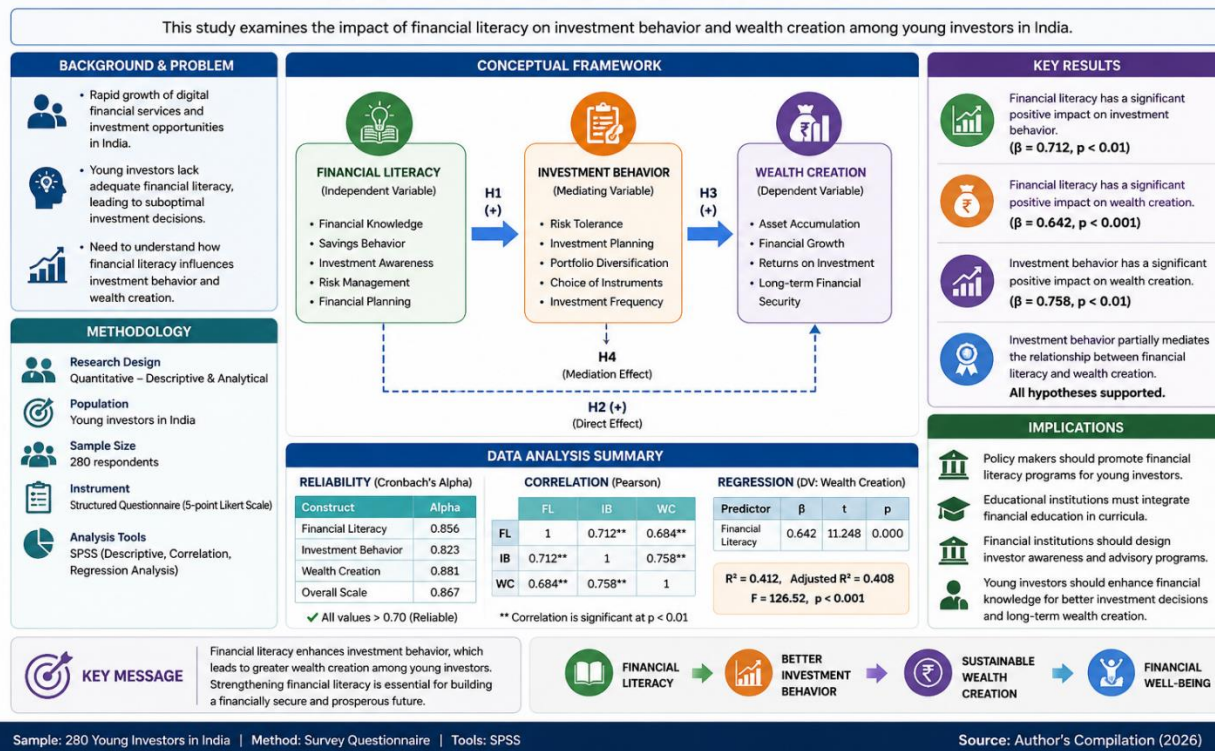 This study examines the impact of financial literacy on investment behavior and wealth creation among young investors in India.
BACKGROUND & PROBLEM
• Rapid growth of digital
financial services and
investment opportunities
in India.
• Young investors lack
adequate financial literacy,
leading to suboptimal
investment decisions.
• Need to understand how
financial literacy influences
investment behavior and
wealth creation.
METHODOLOGY
Research Design
Quantitative – Descriptive & Analytical
Population
Young investors in India
Sample Size
280 respondents
Instrument
Structured Questionnaire (5-point Likert Scale)
Analysis Tools
SPSS (Descriptive, Correlation,
Regression Analysis)
CONCEPTUAL FRAMEWORK
FINANCIAL LITERACY
(Independent Variable)
• Financial Knowledge
• Savings Behavior
• Investment Awareness
• Risk Management
• Financial Planning
H1
(+)
INVESTMENT BEHAVIOR
(Mediating Variable)
• Risk Tolerance
• Investment Planning
• Portfolio Diversification
• Choice of Instruments
• Investment Frequency
H3
(+)
₹
WEALTH CREATION
(Dependent Variable)
• Asset Accumulation
• Financial Growth
• Returns on Investment
• Long-term Financial
Security
H4
(Mediation Effect)
H2 (+)
(Direct Effect)
DATA ANALYSIS SUMMARY
RELIABILITY (Cronbach's Alpha)
Construct Alpha
Financial Literacy 0.856
Investment Behavior 0.823
Wealth Creation 0.881
Overall Scale 0.867
✓ All values > 0.70 (Reliable)
CORRELATION (Pearson)
FL IB WC
FL 1 0.712** 0.684**
IB 0.712** 1 0.758**
WC 0.684** 0.758** 1
** Correlation is significant at p < 0.01
REGRESSION (DV: Wealth Creation)
Predictor β t p
Financial
Literacy 0.642 11.248 0.000
R² = 0.412, Adjusted R² = 0.408
F = 126.52, p < 0.001
KEY RESULTS
Financial literacy has a significant
positive impact on investment
behavior.
(β = 0.712, p < 0.01)
₹
Financial literacy has a significant
positive impact on wealth creation.
(β = 0.642, p < 0.001)
Investment behavior has a significant
positive impact on wealth creation.
(β = 0.758, p < 0.01)
Investment behavior partially mediates
the relationship between financial
literacy and wealth creation.
All hypotheses supported.
IMPLICATIONS
Policy makers should promote financial
literacy programs for young investors.
Educational institutions must integrate
financial education in curricula.
Financial institutions should design
investor awareness and advisory programs.
Young investors should enhance financial
knowledge for better investment decisions
and long-term wealth creation.
KEY MESSAGE
Financial literacy enhances investment behavior, which
leads to greater wealth creation among young investors.
Strengthening financial literacy is essential for building
a financially secure and prosperous future.
FINANCIAL
LITERACY
BETTER
INVESTMENT
BEHAVIOR
₹
SUSTAINABLE
WEALTH
CREATION
FINANCIAL
WELL-BEING
Sample: 280 Young Investors in India | Method: Survey Questionnaire | Tools: SPSS
Source: Author's Compilation (2026)